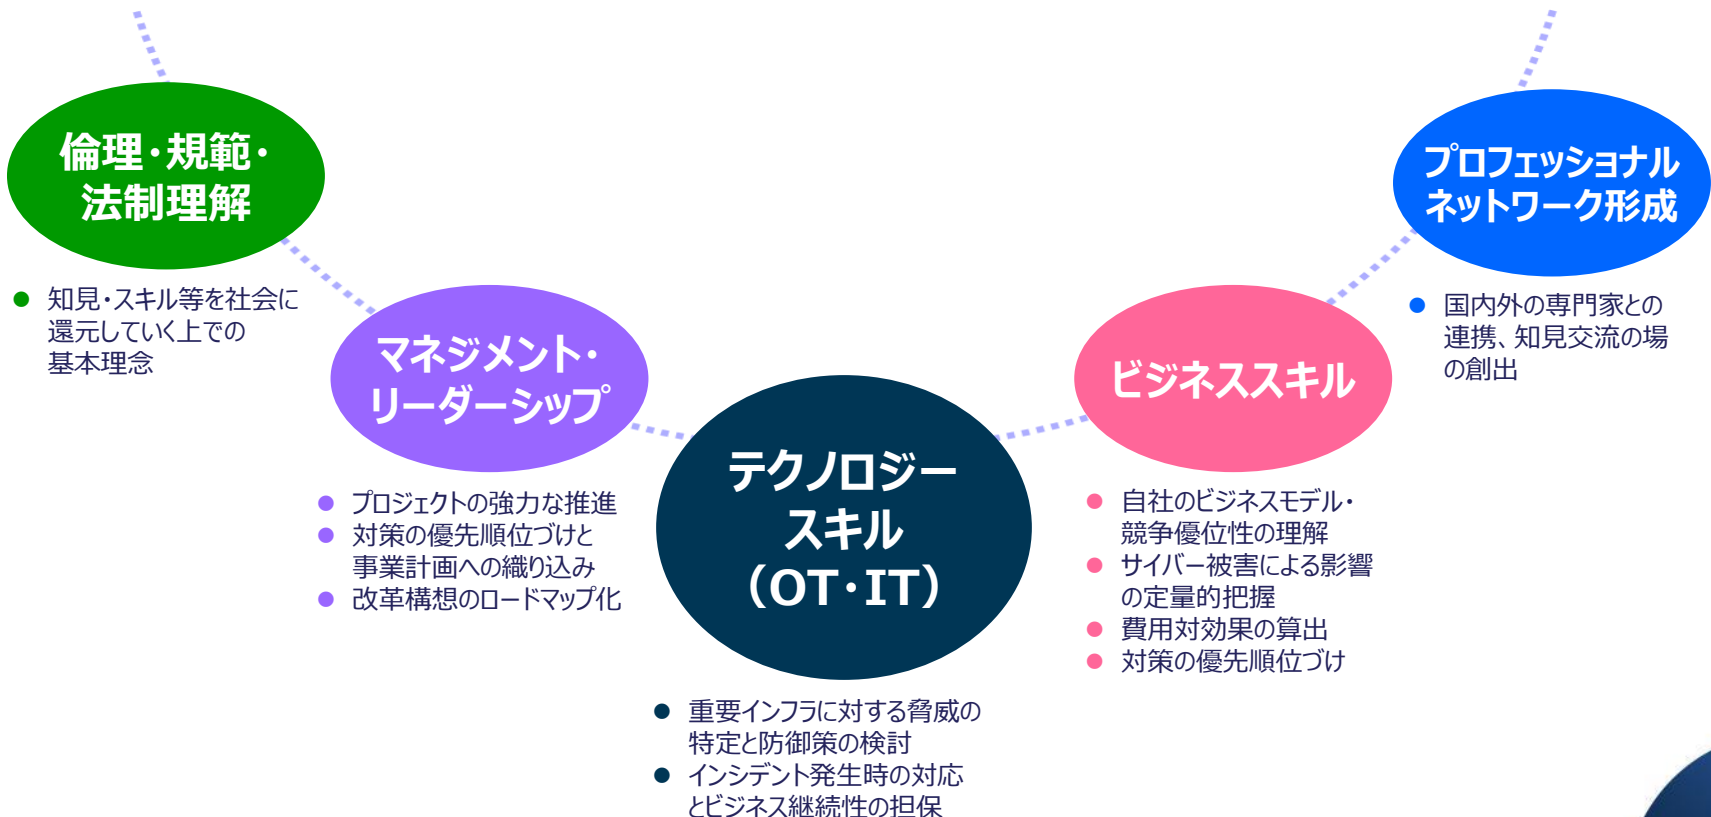 倫理・規範・
法制理解
知見・スキル等を社会に
還元していく上での
基本理念
マネジメント・
リーダーシップ
プロジェクトの強力な推進
対策の優先順位づけと
事業計画への織り込み
改革構想のロードマップ化
テクノロジー
スキル
（OT・IT）
重要インフラに対する脅威の
特定と防御策の検討
インシデント発生時の対応
とビジネス継続性の担保
ビジネススキル
自社のビジネスモデル・
競争優位性の理解
サイバー被害による影響
の定量的把握
費用対効果の算出
対策の優先順位づけ
プロフェッショナル
ネットワーク形成
国内外の専門家との
連携、知見交流の場
の創出